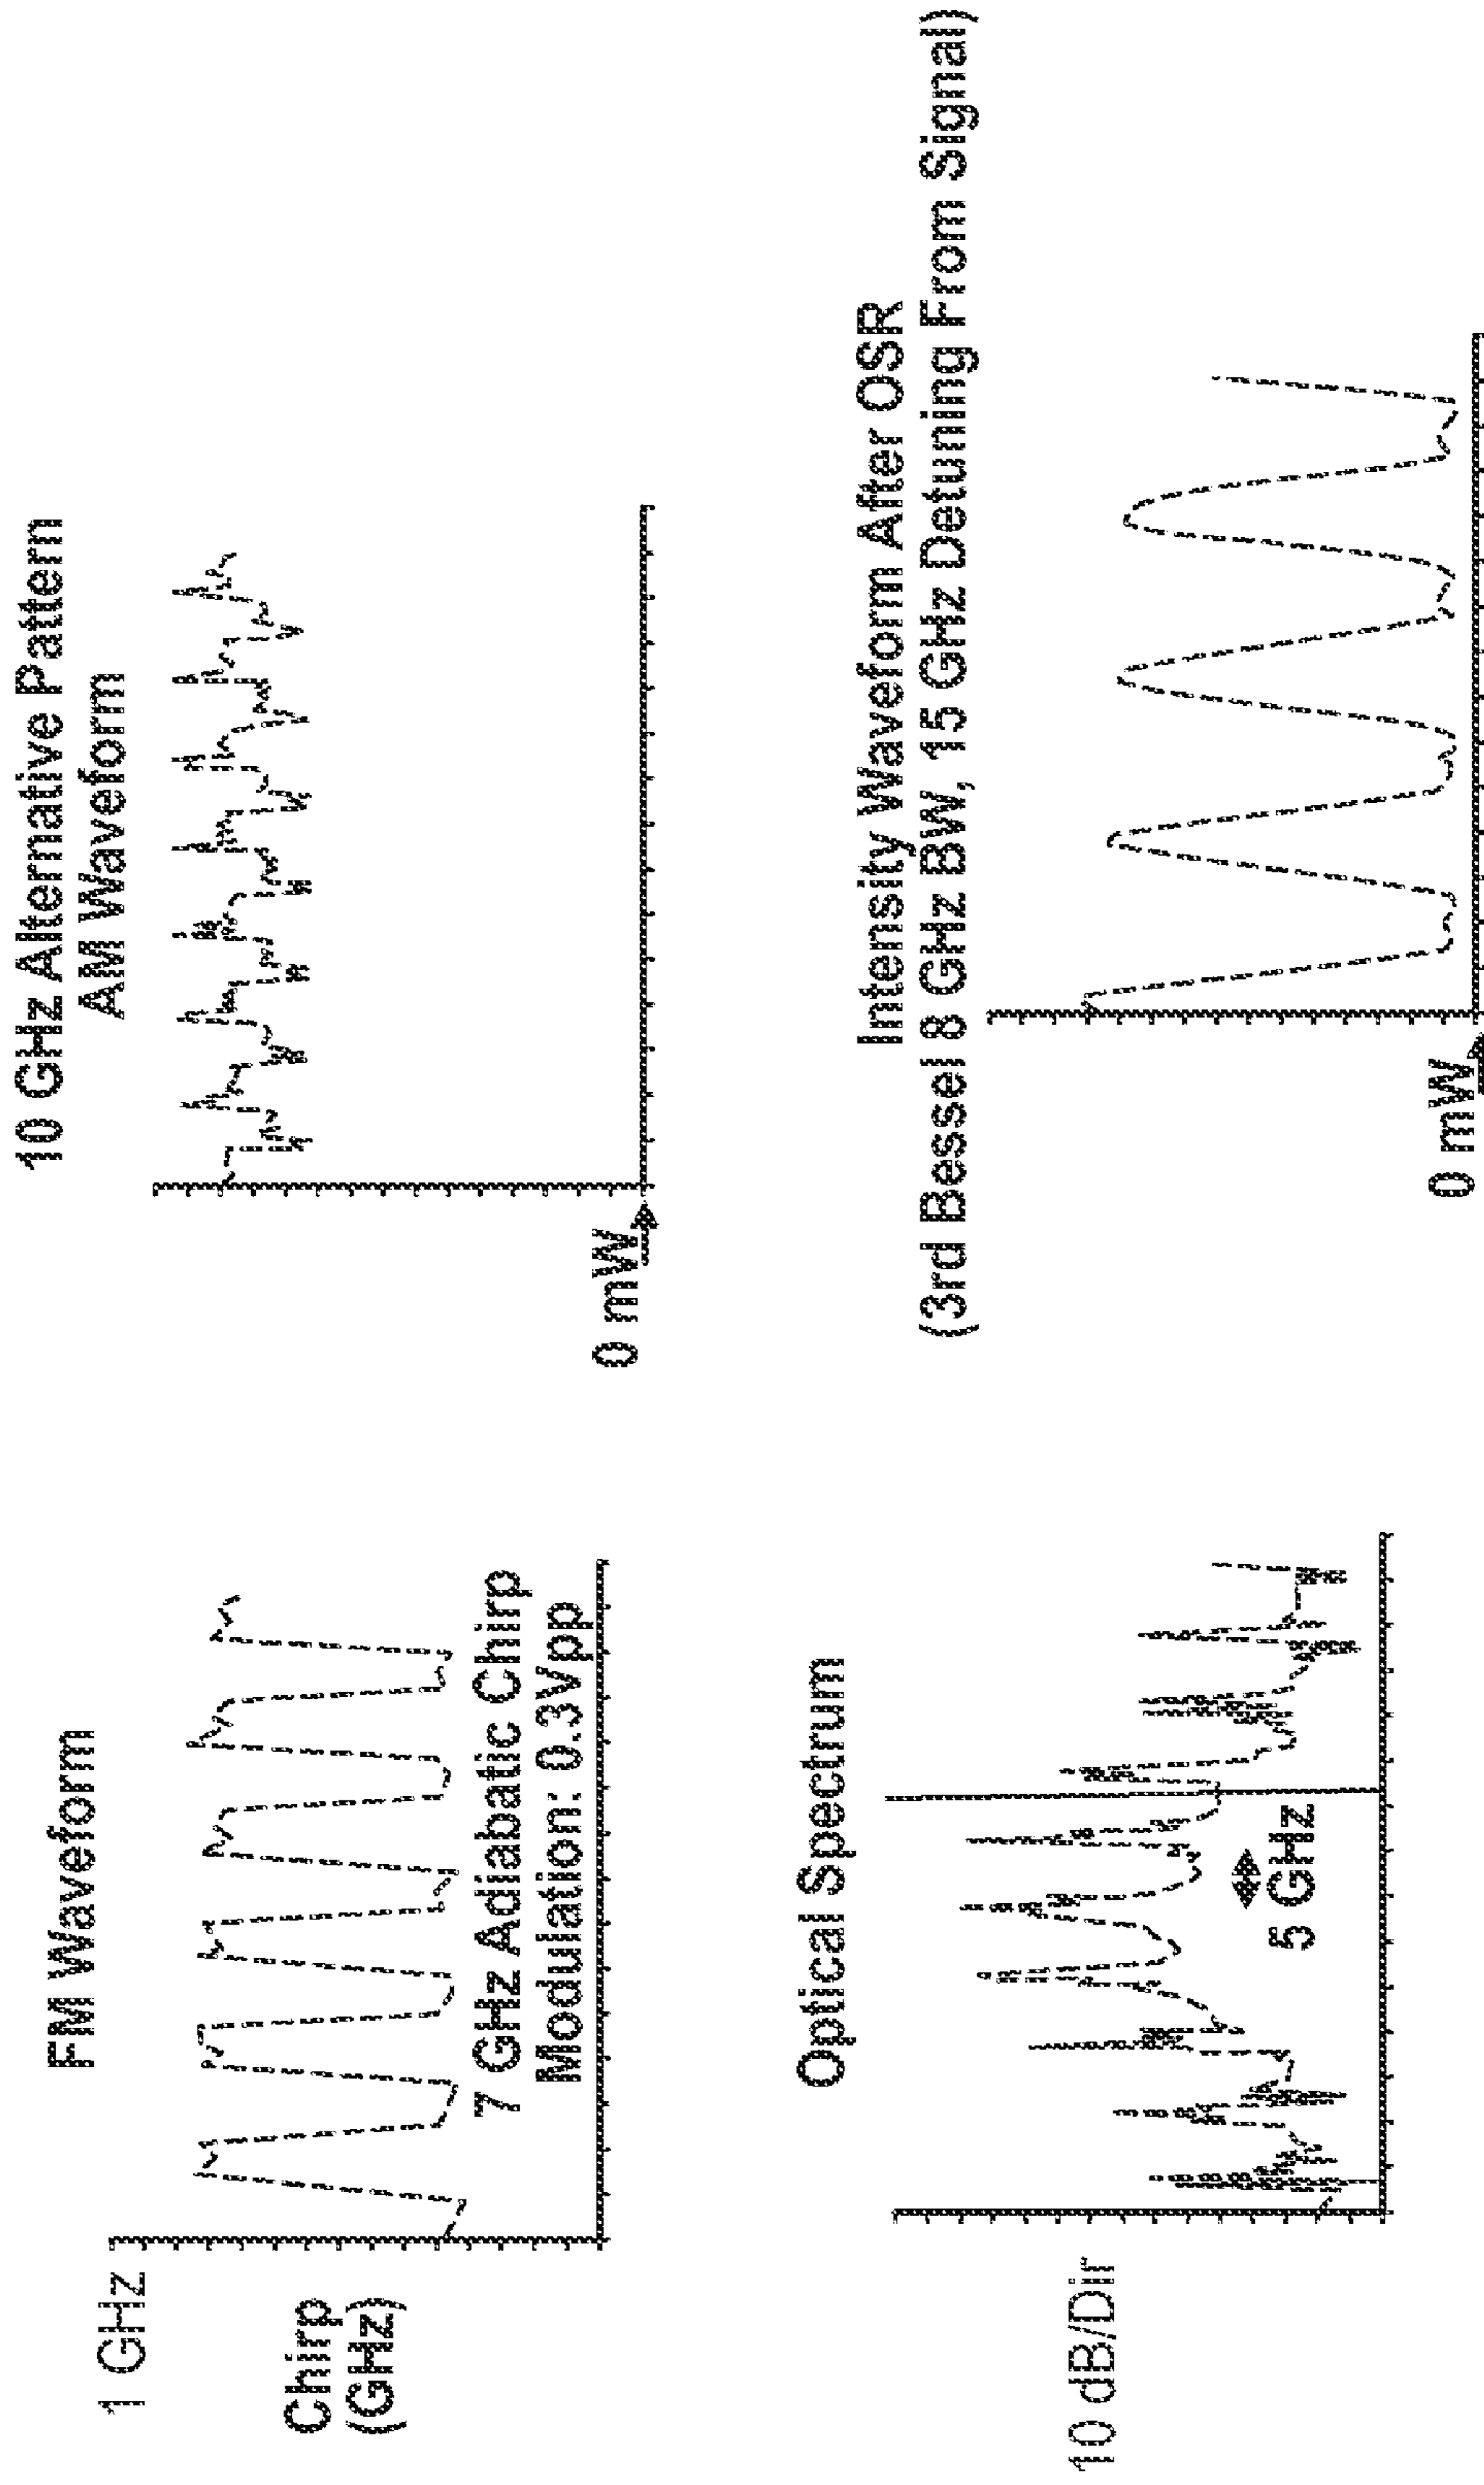 FM Waveform
1 GHz
Chirp
(GHz)
7 GHz Adiabatic Chirp
Modulation: 0.3Vpp
10 GHz Alternative Pattern
AM Waveform
0 mW
Optical Spectrum
10 dB/Dir
5 GHz
Intensity Waveform After OSR
(3rd Bessel 8 GHz BW, 15 GHz Detuning From Signal)
0 mW